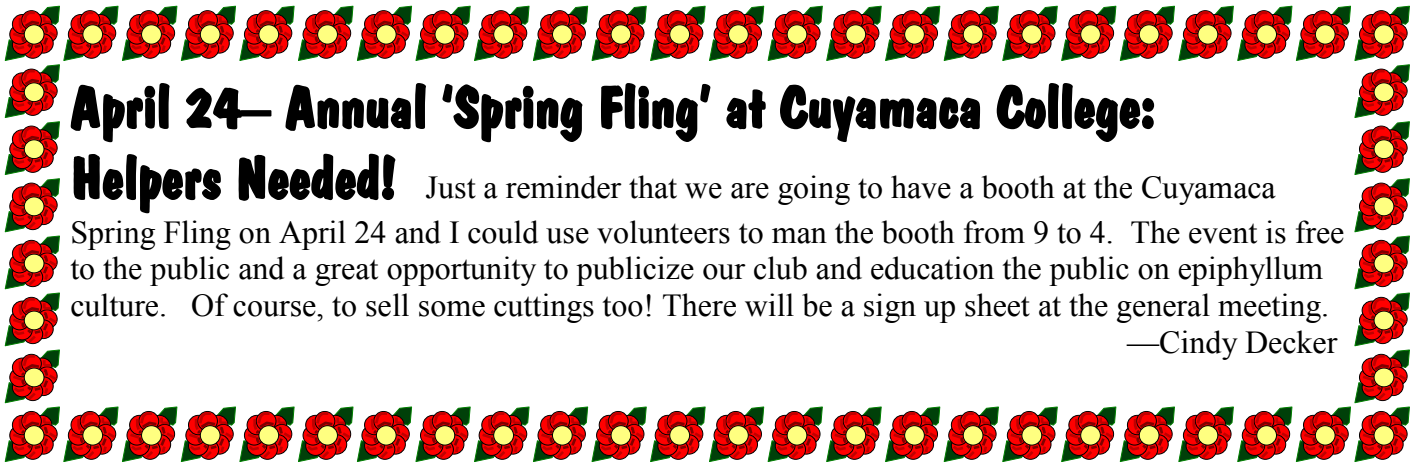 April 24— Annual ‘Spring Fling’ at Cuyamaca College:
Helpers Needed! Just a reminder that we are going to have a booth at the Cuyamaca
Spring Fling on April 24 and I could use volunteers to man the booth from 9 to 4. The event is free
to the public and a great opportunity to publicize our club and education the public on epiphyllum
culture. Of course, to sell some cuttings too! There will be a sign up sheet at the general meeting.
—Cindy Decker